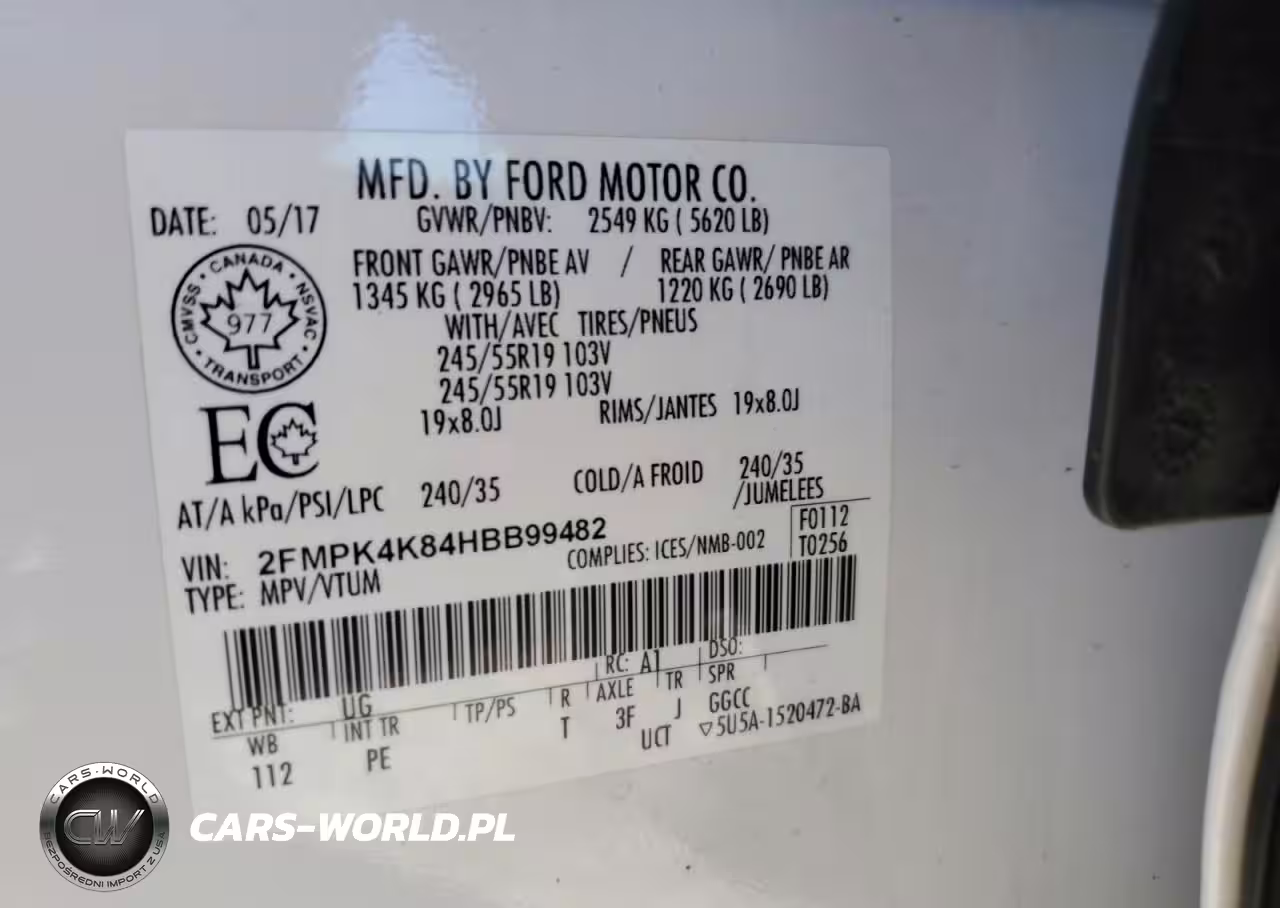 MFD. BY FORD MOTOR CO.
DATE: 05/17 GVWR/PNBV: 2549 KG ( 5620 LB)
FRONT GAWR/PNBE AV / REAR GAWR/ PNBE AR
1345 KG ( 2965 LB) 1220 KG ( 2690 LB)
WITH/AVEC TIRES/PNEUS
245/55R19 103V
245/55R19 103V
19x8.0J RIMS/JANTES 19x8.0J
CANADA
CMVSS NSVAC
977
TRANSPORT
EC
AT/A kPa/PSI/LPC 240/35 COLD/A FROID 240/35
/JUMELEES
VIN: 2FMPK4K84HBB99482
COMPLIES: ICES/NMB-002
F0112
T0256
TYPE: MPV/VTUM
EXT PNT: UG RC: A1 DSO:
WB INT TR TP/PS R AXLE TR SPR
112 PE T 3F J GGCC
UCT ▽5U5A-1520472-BA
CARS-WORLD
CW
BEZPOŚREDNI IMPORT Z USA
CARS-WORLD.PL